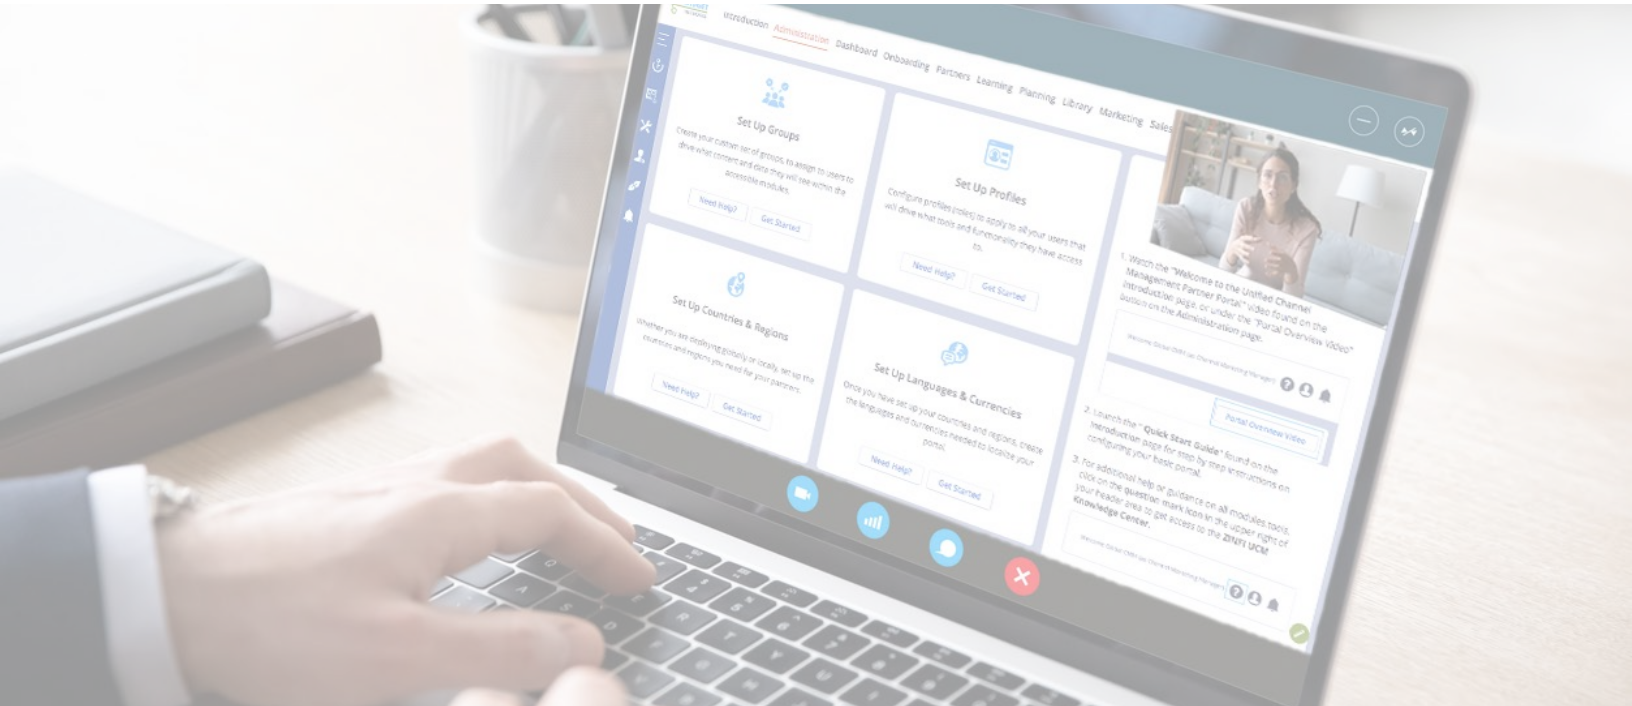 Introduction Administration Dashboard Onboarding Partners Learning Planning Library Marketing Sales
Set Up Groups
Create your custom set of groups, to assign to users to
drive what content and data they will see within the
accessible modules.
Need Help? Get Started
Set Up Profiles
Configure profiles (roles) to apply to all your users that
will drive what tools and functionality they have access
to.
Need Help? Get Started
Set Up Countries & Regions
Whether you are deploying globally or locally, set up the
countries and regions you need for your partners.
Need Help? Get Started
Set Up Languages & Currencies
Once you have set up your countries and regions, create
the languages and currencies needed to localize your
portal.
Need Help? Get Started
1. Watch the "Welcome to the Unified Channel
Management Partner Portal" video found on the
Introduction page, or under the "Portal Overview Video"
button on the Administration page.
Portal Overview Video
2. Launch the "Quick Start Guide" found on the
Introduction page for step by step instructions on
configuring your basic portal.
3. For additional help or guidance on all modules, tools,
click on the question mark icon in the upper right of
your header area to get access to the ZINFI UCM
Knowledge Center.